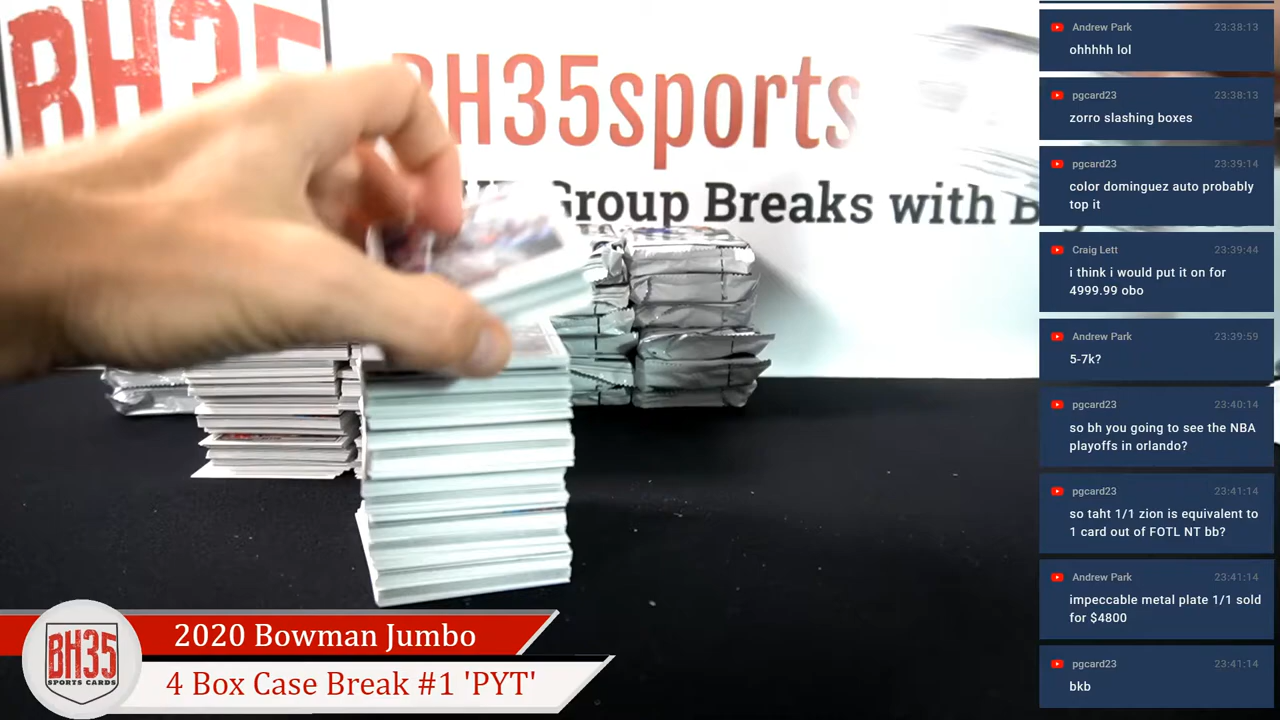 BH35
BH35sports
Group Breaks with B
Andrew Park 23:38:13
ohhhhh lol
pgcard23 23:38:13
zorro slashing boxes
pgcard23 23:39:14
color dominguez auto probably
top it
Craig Lett 23:39:44
i think i would put it on for
4999.99 obo
Andrew Park 23:39:59
5-7k?
pgcard23 23:40:14
so bh you going to see the NBA
playoffs in orlando?
pgcard23 23:41:14
so taht 1/1 zion is equivalent to
1 card out of FOTL NT bb?
Andrew Park 23:41:14
impeccable metal plate 1/1 sold
for $4800
pgcard23 23:41:14
bkb
2020 Bowman Jumbo
4 Box Case Break #1 'PYT'
BH35
SPORTS CARDS